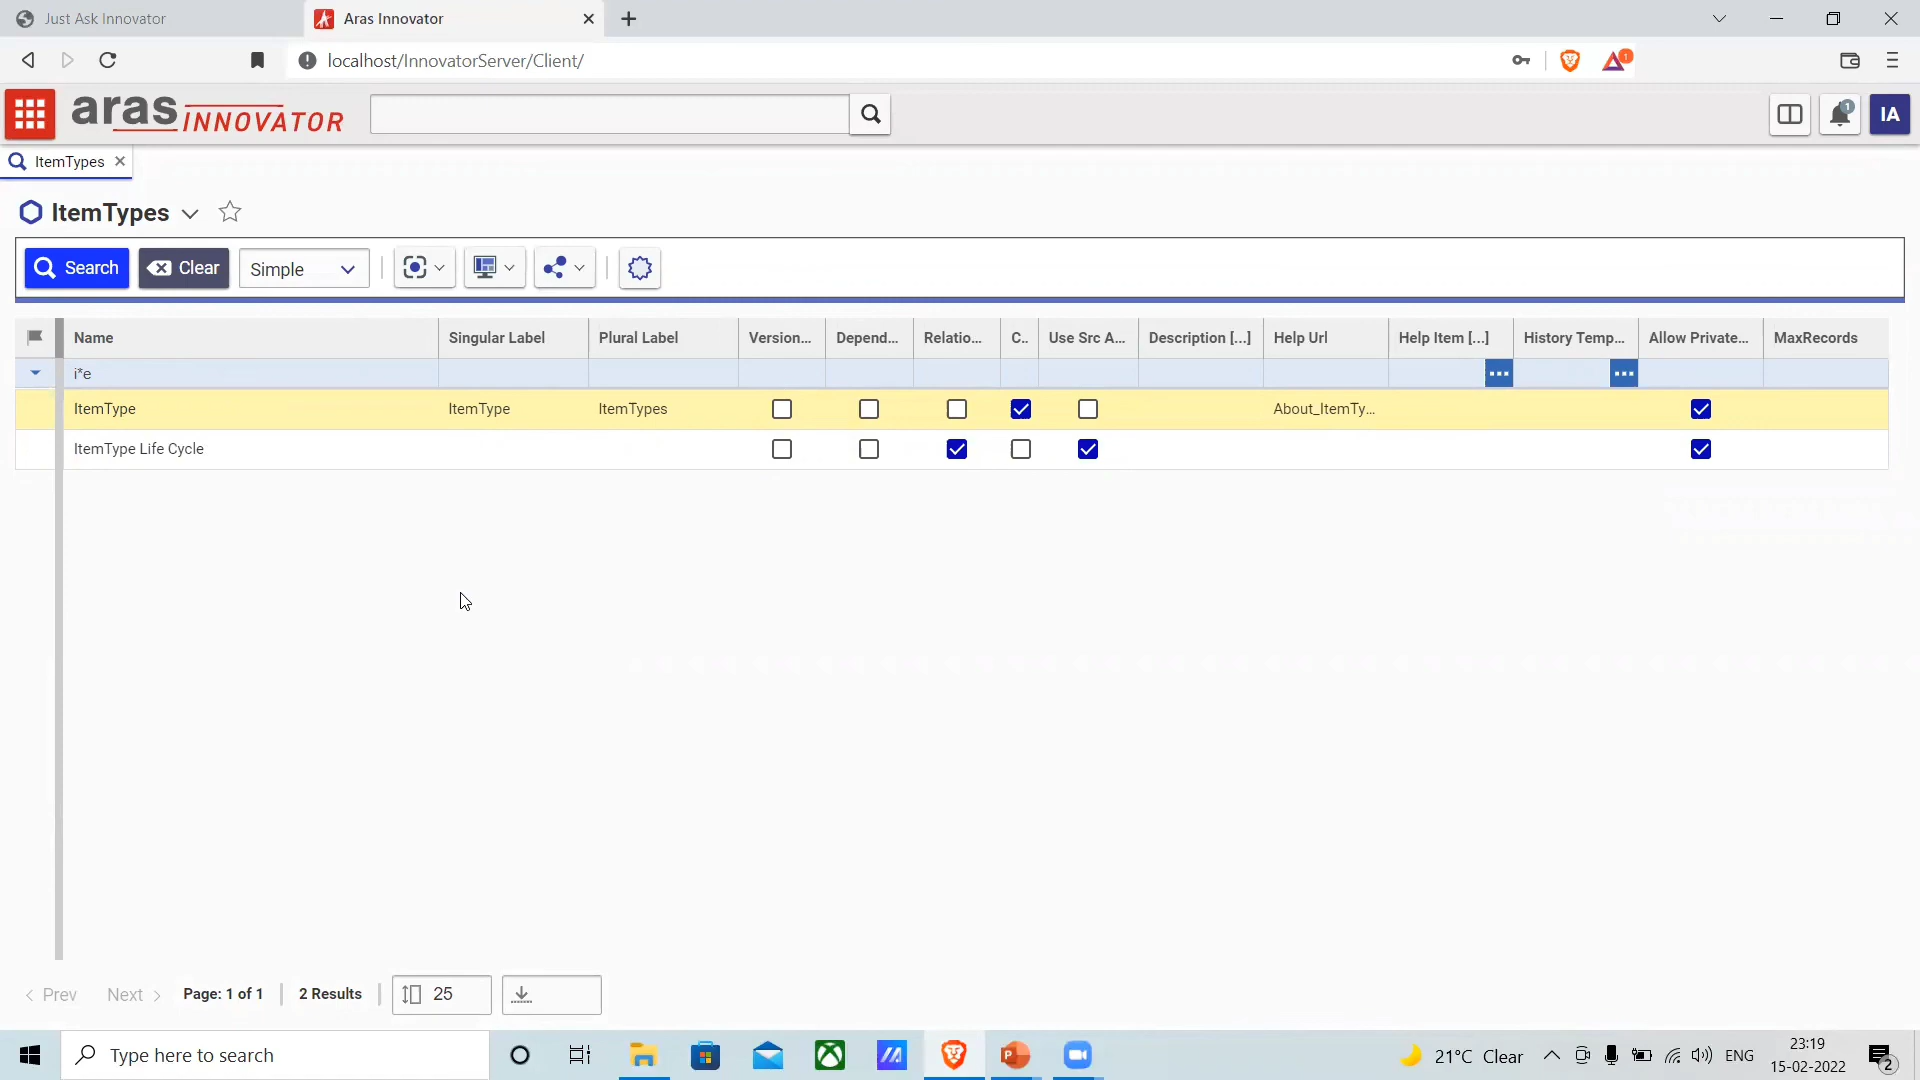 Just Ask Innovator
Aras Innovator
localhost/InnovatorServer/Client/
1
aras INNOVATOR
1
IA
ItemTypes
ItemTypes
Search
Clear
Simple
Name Singular Label Plural Label Version... Depend... Relatio... C.. Use Src A... Description [...] Help Url Help Item [...] History Temp... Allow Private... MaxRecords
i*e
ItemType ItemType ItemTypes About_ItemTy...
ItemType Life Cycle
Prev Next Page: 1 of 1 2 Results 25
Type here to search
21°C Clear
ENG
23:19
15-02-2022
2